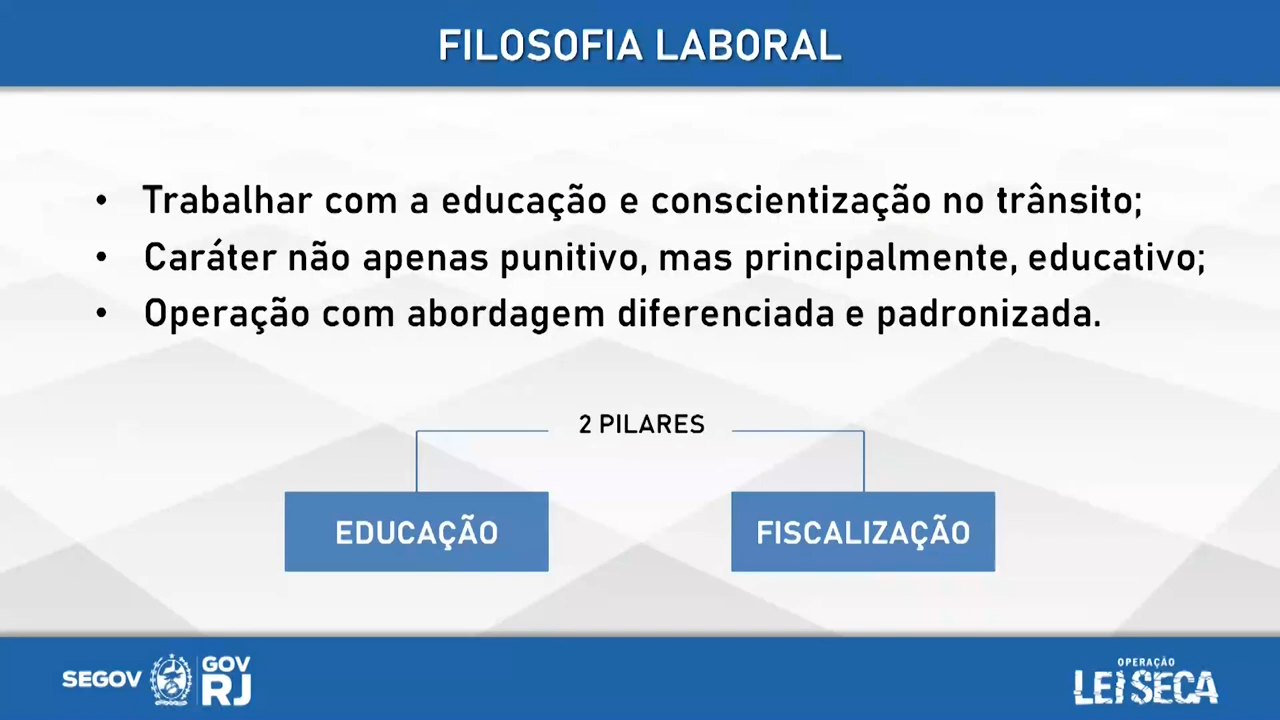 FILOSOFIA LABORAL
• Trabalhar com a educação e conscientização no trânsito;
• Caráter não apenas punitivo, mas principalmente, educativo;
• Operação com abordagem diferenciada e padronizada.
2 PILARES
EDUCAÇÃO
FISCALIZAÇÃO
SEGOV
GOV
RJ
OPERAÇÃO
LEI SECA